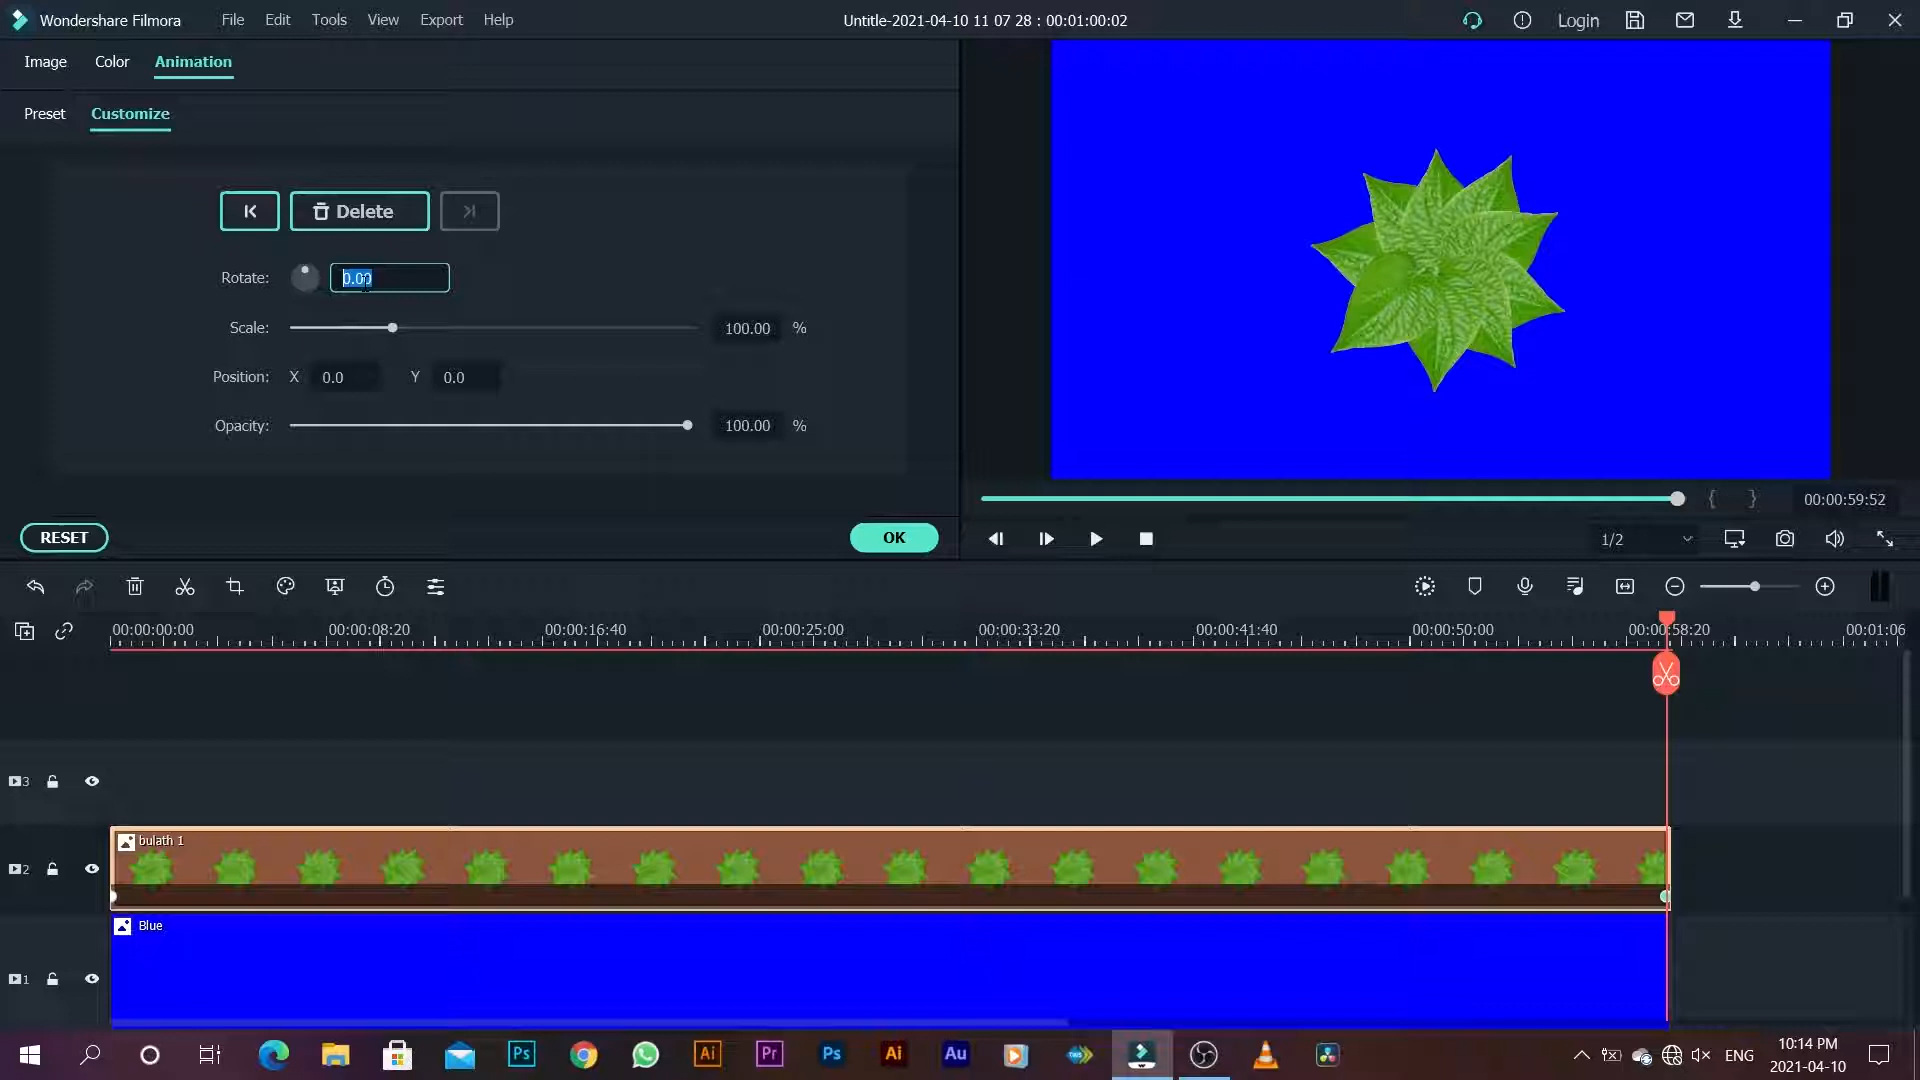 Wondershare Filmora File Edit Tools View Export Help Untitle-2021-04-10 11 07 28 : 00:01:00:02 Login
Image Color Animation
Preset Customize
Delete
Rotate: 0.00
Scale: 100.00 %
Position: X 0.0 Y 0.0
Opacity: 100.00 %
{ } 00:00:59:52
RESET OK 1/2
00:00:00:00 00:00:08:20 00:00:16:40 00:00:25:00 00:00:33:20 00:00:41:40 00:00:50:00 00:00:58:20 00:01:06
3
bulath 1
2
Blue
1
Ps Ai Pr Ps Ai Au ENG 10:14 PM
2021-04-10